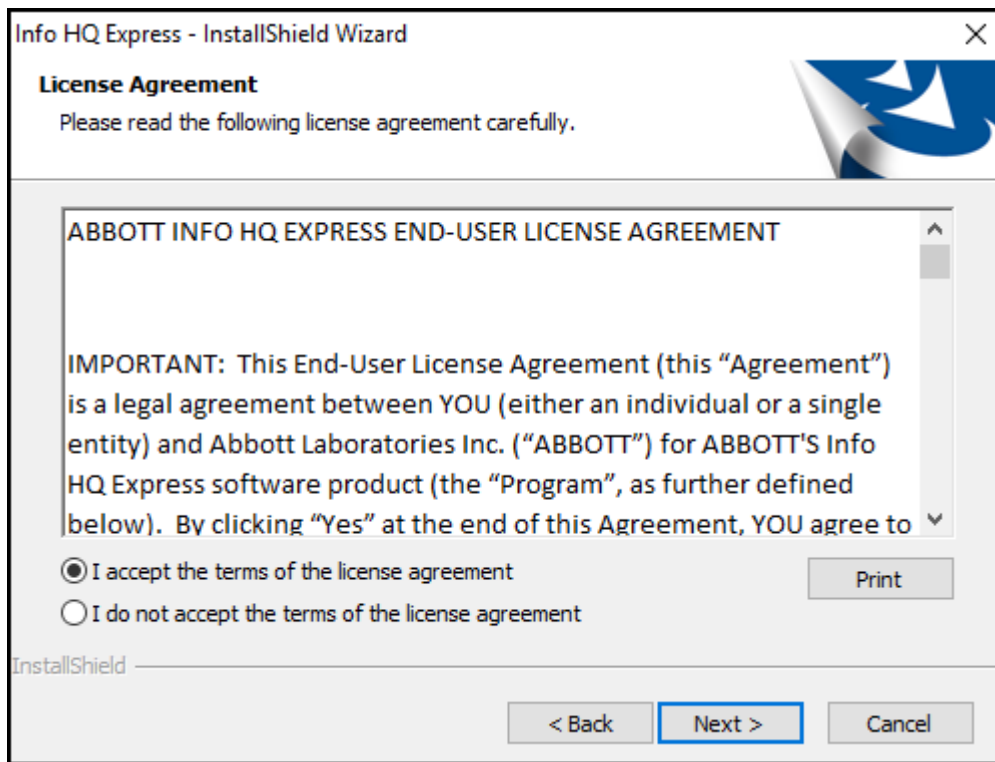 Info HQ Express - InstallShield Wizard
License Agreement
Please read the following license agreement carefully.
ABBOTT INFO HQ EXPRESS END-USER LICENSE AGREEMENT
IMPORTANT:  This End-User License Agreement (this “Agreement”)
is a legal agreement between YOU (either an individual or a single
entity) and Abbott Laboratories Inc. (“ABBOTT”) for ABBOTT'S Info
HQ Express software product (the “Program”, as further defined
below).  By clicking “Yes” at the end of this Agreement, YOU agree to
I accept the terms of the license agreement
Print
I do not accept the terms of the license agreement
InstallShield
< Back
Next >
Cancel